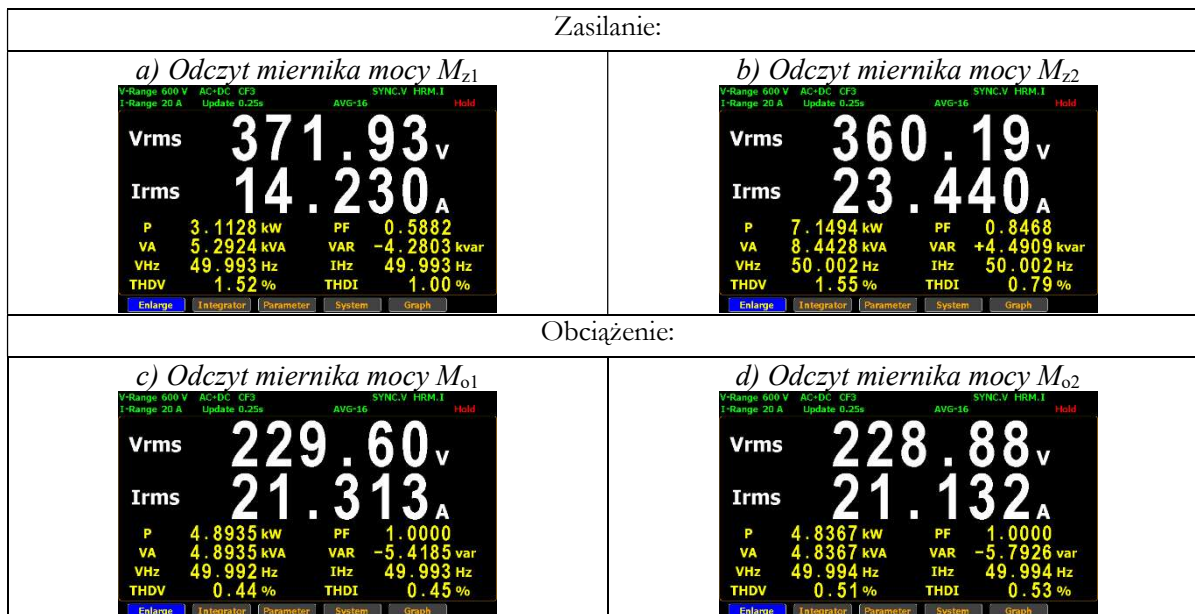 Zasilanie:
a) Odczyt miernika mocy Mz1
V-Range 600 V AC+DC CF3 SYNC.V HRM.I
I-Range 20 A Update 0.25s AVG-16 Hold
Vrms 371.93 V
Irms 14.230 A
P 3.1128 kW PF 0.5882
VA 5.2924 kVA VAR -4.2803 kvar
VHz 49.993 Hz IHz 49.993 Hz
THDV 1.52 % THDI 1.00 %
Enlarge Integrator Parameter System Graph
b) Odczyt miernika mocy Mz2
V-Range 600 V AC+DC CF3 SYNC.V HRM.I
I-Range 20 A Update 0.25s AVG-16 Hold
Vrms 360.19 V
Irms 23.440 A
P 7.1494 kW PF 0.8468
VA 8.4428 kVA VAR +4.4909 kvar
VHz 50.002 Hz IHz 50.002 Hz
THDV 1.55 % THDI 0.79 %
Enlarge Integrator Parameter System Graph
Obciążenie:
c) Odczyt miernika mocy Mo1
V-Range 600 V AC+DC CF3 SYNC.V HRM.I
I-Range 20 A Update 0.25s AVG-16 Hold
Vrms 229.60 V
Irms 21.313 A
P 4.8935 kW PF 1.0000
VA 4.8935 kVA VAR -5.4185 var
VHz 49.992 Hz IHz 49.993 Hz
THDV 0.44 % THDI 0.45 %
Enlarge Integrator Parameter System Graph
d) Odczyt miernika mocy Mo2
V-Range 600 V AC+DC CF3 SYNC.V HRM.I
I-Range 20 A Update 0.25s AVG-16 Hold
Vrms 228.88 V
Irms 21.132 A
P 4.8367 kW PF 1.0000
VA 4.8367 kVA VAR -5.7926 var
VHz 49.994 Hz IHz 49.994 Hz
THDV 0.51 % THDI 0.53 %
Enlarge Integrator Parameter System Graph